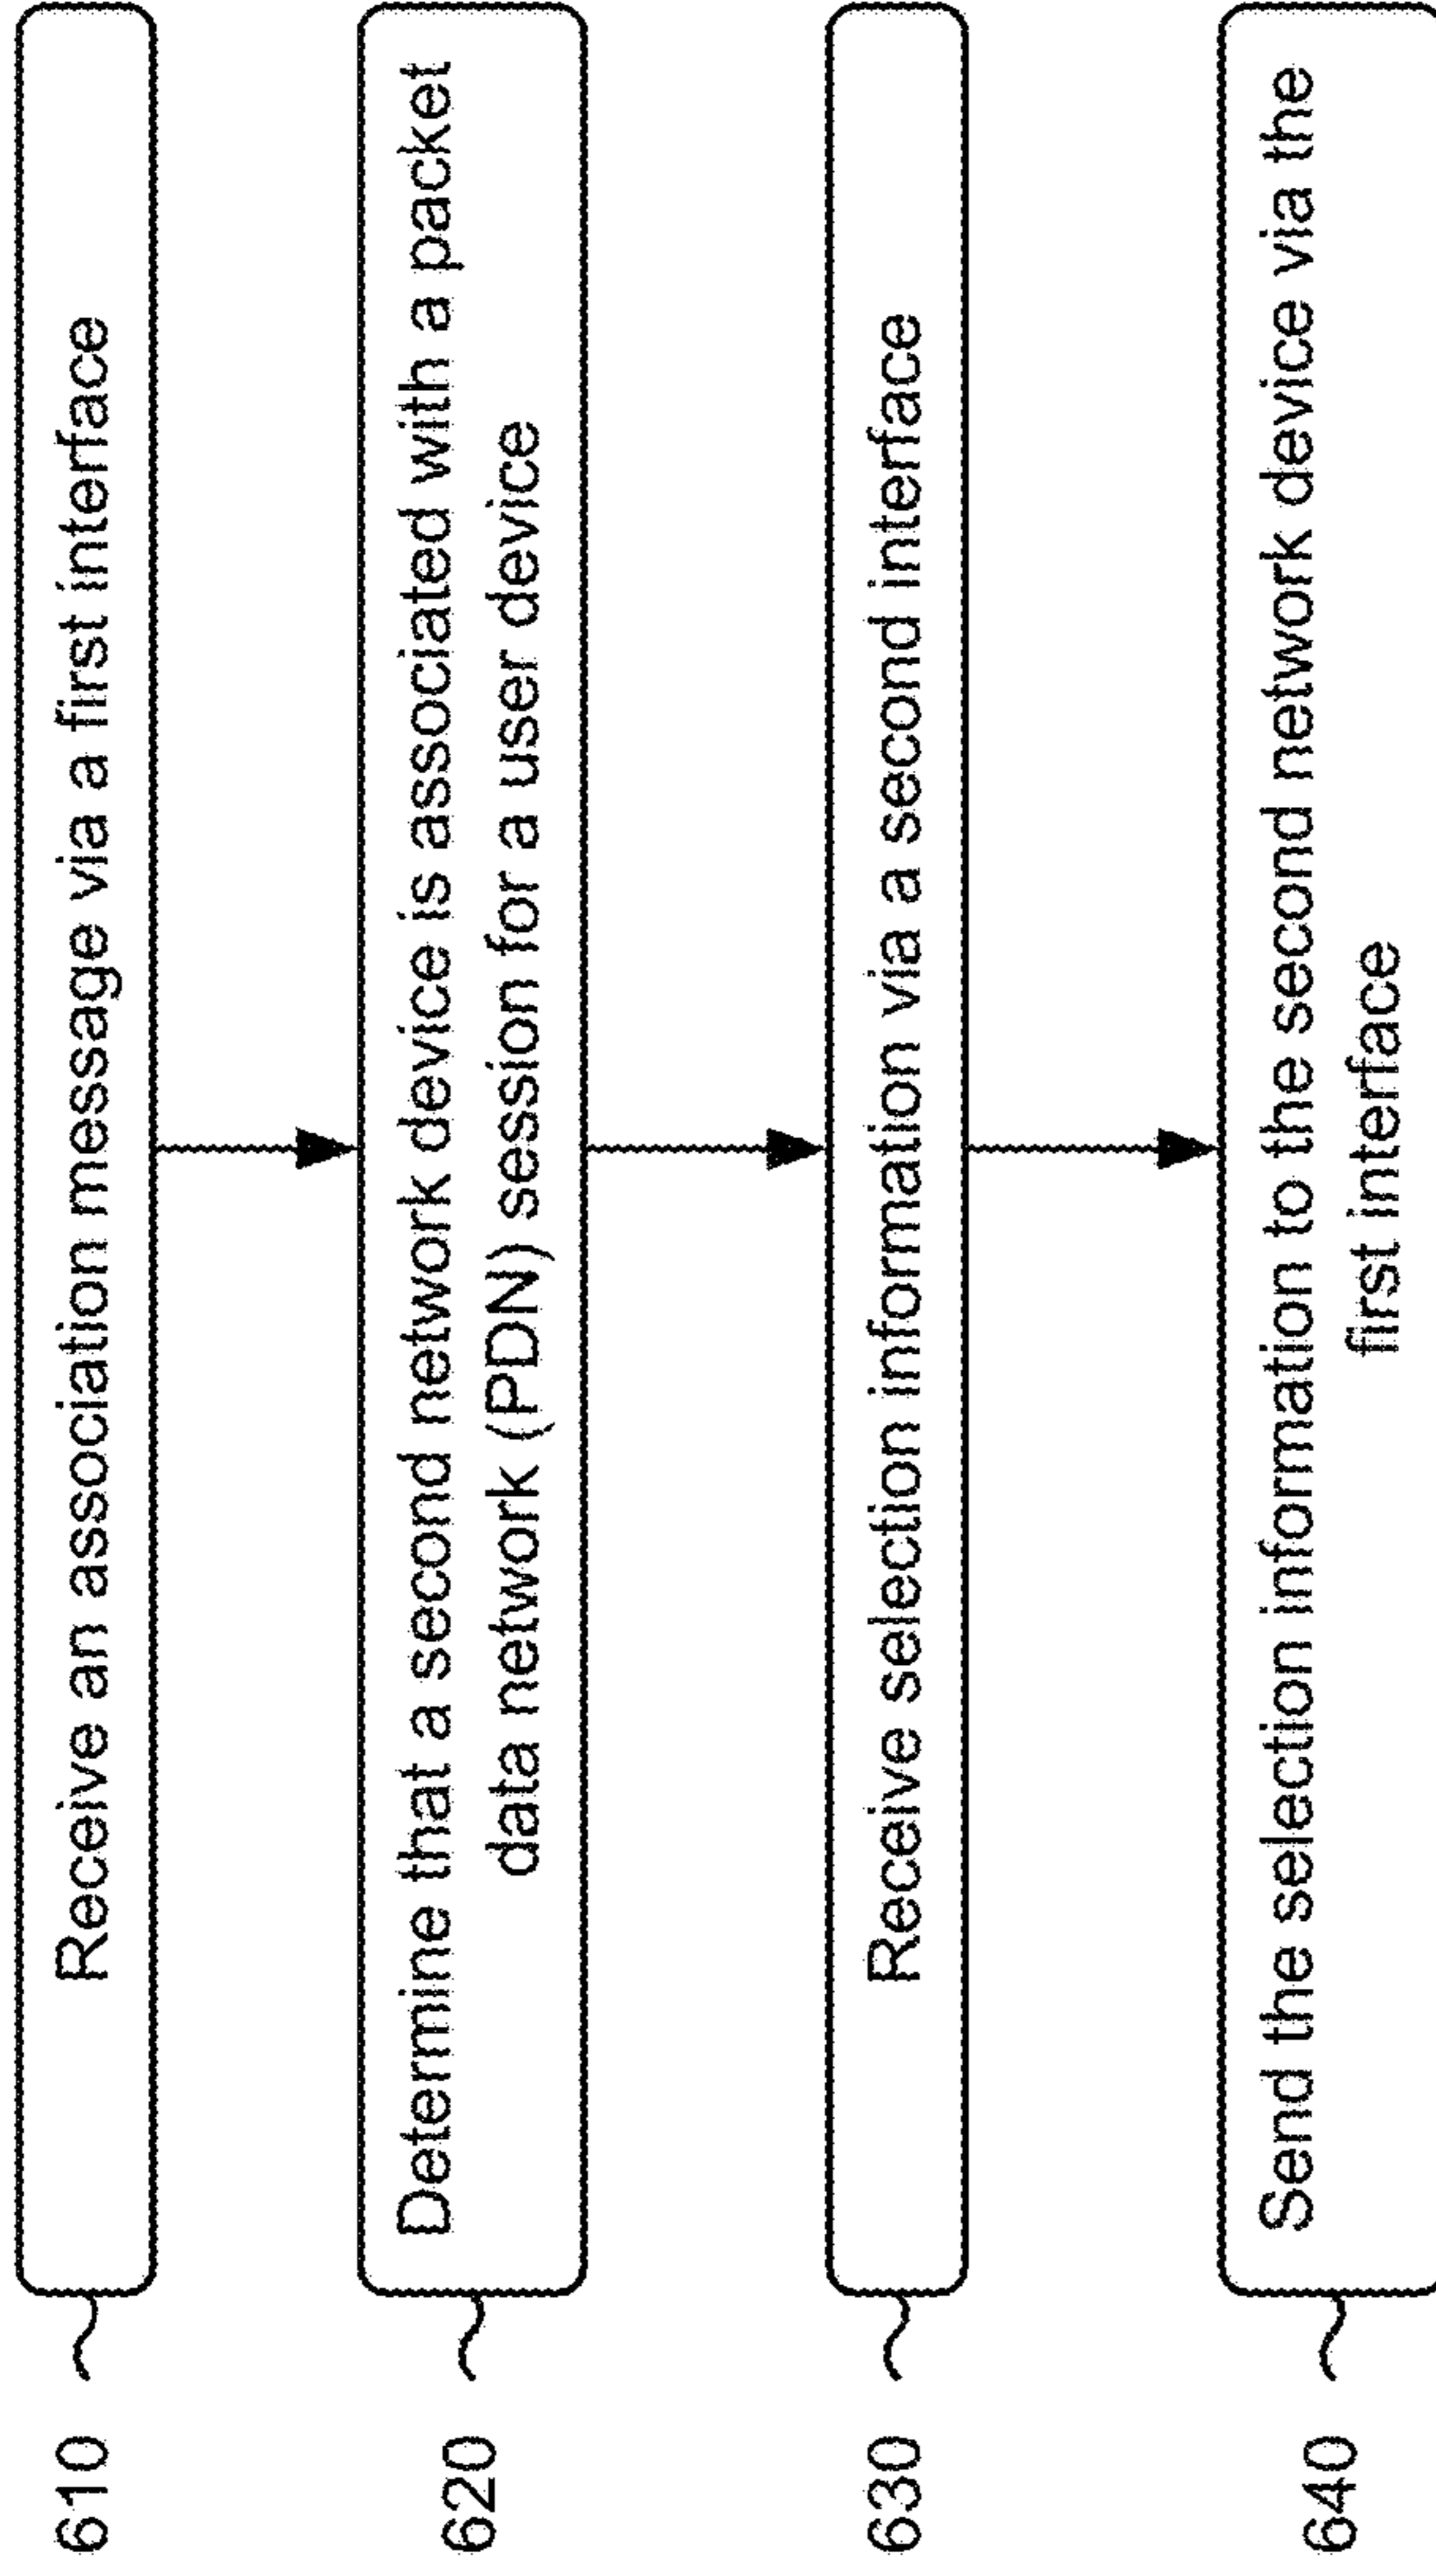 610
Receive an association message via a first interface
620
Determine that a second network device is associated with a packet
data network (PDN) session for a user device
630
Receive selection information via a second interface
640
Send the selection information to the second network device via the
first interface